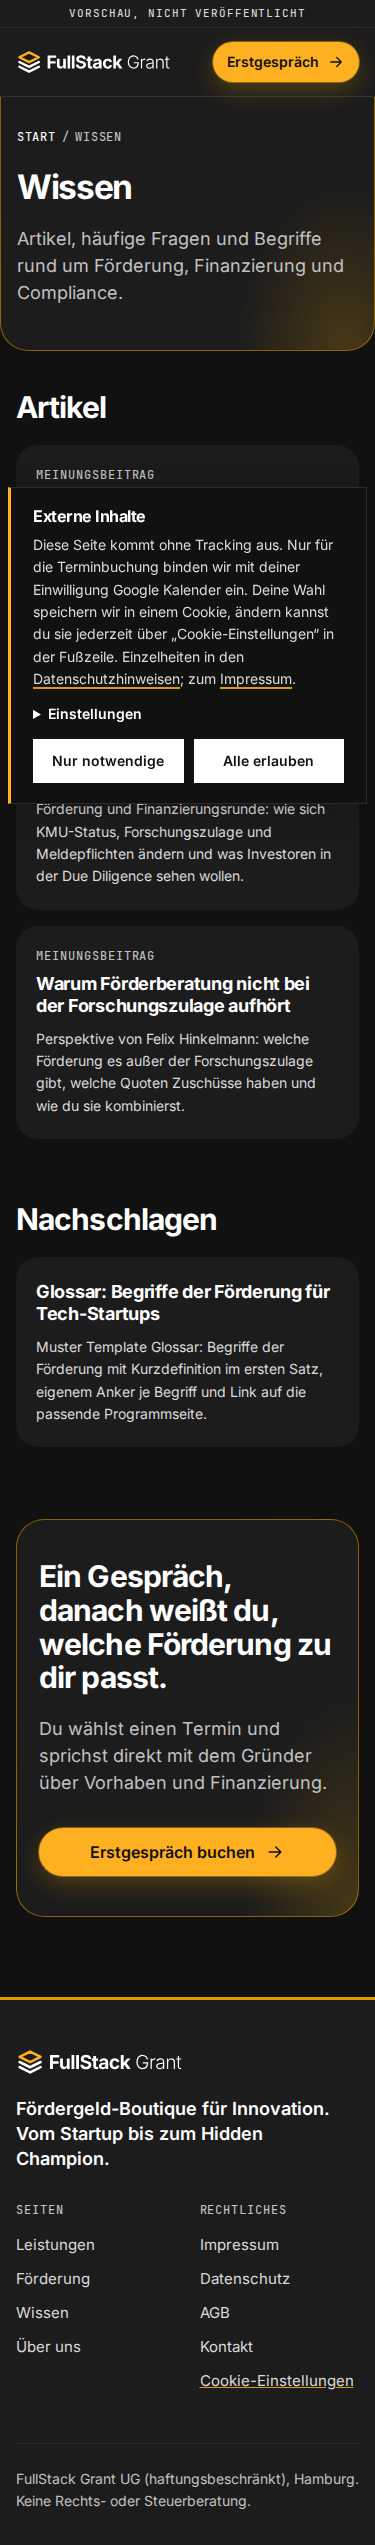 VORSCHAU, NICHT VERÖFFENTLICHT
FullStack Grant
Erstgespräch →
START / WISSEN
Wissen
Artikel, häufige Fragen und Begriffe
rund um Förderung, Finanzierung und
Compliance.
Artikel
MEINUNGSBEITRAG
Externe Inhalte
Diese Seite kommt ohne Tracking aus. Nur für
die Terminbuchung binden wir mit deiner
Einwilligung Google Kalender ein. Deine Wahl
speichern wir in einem Cookie, ändern kannst
du sie jederzeit über „Cookie-Einstellungen“ in
der Fußzeile. Einzelheiten in den
Datenschutzhinweisen; zum Impressum.
▶ Einstellungen
Nur notwendige
Alle erlauben
Förderung und Finanzierungsrunde: wie sich
KMU-Status, Forschungszulage und
Meldepflichten ändern und was Investoren in
der Due Diligence sehen wollen.
MEINUNGSBEITRAG
Warum Förderberatung nicht bei
der Forschungszulage aufhört
Perspektive von Felix Hinkelmann: welche
Förderung es außer der Forschungszulage
gibt, welche Quoten Zuschüsse haben und
wie du sie kombinierst.
Nachschlagen
Glossar: Begriffe der Förderung für
Tech-Startups
Muster Template Glossar: Begriffe der
Förderung mit Kurzdefinition im ersten Satz,
eigenem Anker je Begriff und Link auf die
passende Programmseite.
Ein Gespräch,
danach weißt du,
welche Förderung zu
dir passt.
Du wählst einen Termin und
sprichst direkt mit dem Gründer
über Vorhaben und Finanzierung.
Erstgespräch buchen →
FullStack Grant
Fördergeld-Boutique für Innovation.
Vom Startup bis zum Hidden
Champion.
SEITEN
Leistungen
Förderung
Wissen
Über uns
RECHTLICHES
Impressum
Datenschutz
AGB
Kontakt
Cookie-Einstellungen
FullStack Grant UG (haftungsbeschränkt), Hamburg.
Keine Rechts- oder Steuerberatung.